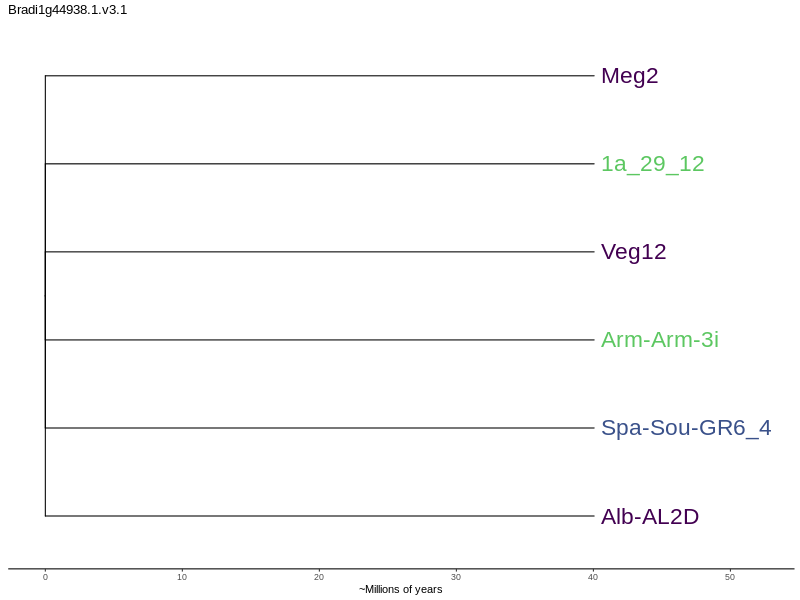 Bradi1g44938.1.v3.1
Meg2
1a_29_12
Veg12
Arm-Arm-3i
Spa-Sou-GR6_4
Alb-AL2D
0 10 20 30 40 50
~Millions of years